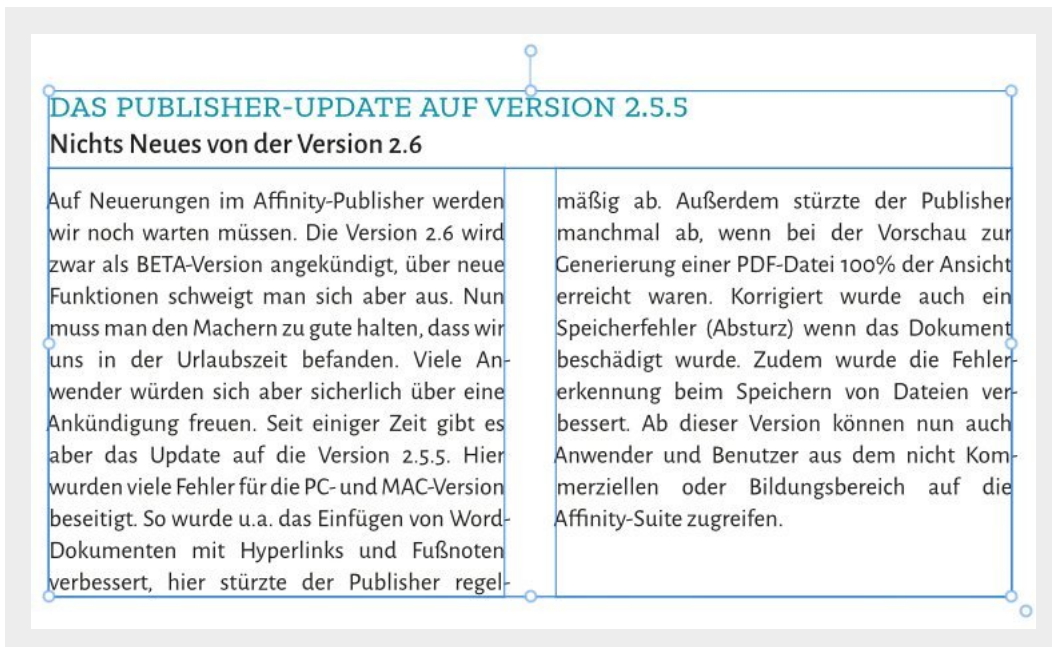 DAS PUBLISHER-UPDATE AUF VERSION 2.5.5
Nichts Neues von der Version 2.6
Auf Neuerungen im Affinity-Publisher werden
wir noch warten müssen. Die Version 2.6 wird
zwar als BETA-Version angekündigt, über neue
Funktionen schweigt man sich aber aus. Nun
muss man den Machern zu gute halten, dass wir
uns in der Urlaubszeit befanden. Viele An-
wender würden sich aber sicherlich über eine
Ankündigung freuen. Seit einiger Zeit gibt es
aber das Update auf die Version 2.5.5. Hier
wurden viele Fehler für die PC- und MAC-Version
beseitigt. So wurde u.a. das Einfügen von Word-
Dokumenten mit Hyperlinks und Fußnoten
verbessert, hier stürzte der Publisher regel-
mäßig ab. Außerdem stürzte der Publisher
manchmal ab, wenn bei der Vorschau zur
Generierung einer PDF-Datei 100% der Ansicht
erreicht waren. Korrigiert wurde auch ein
Speicherfehler (Absturz) wenn das Dokument
beschädigt wurde. Zudem wurde die Fehler-
erkennung beim Speichern von Dateien ver-
bessert. Ab dieser Version können nun auch
Anwender und Benutzer aus dem nicht Kom-
merziellen oder Bildungsbereich auf die
Affinity-Suite zugreifen.